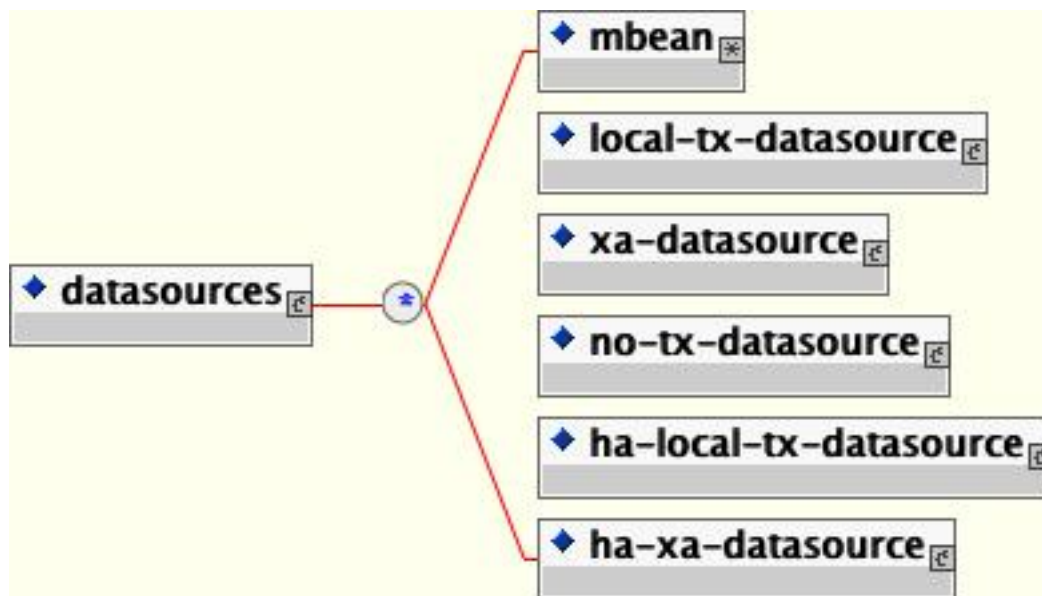 mbean
local-tx-datasource
xa-datasource
datasources
no-tx-datasource
ha-local-tx-datasource
ha-xa-datasource